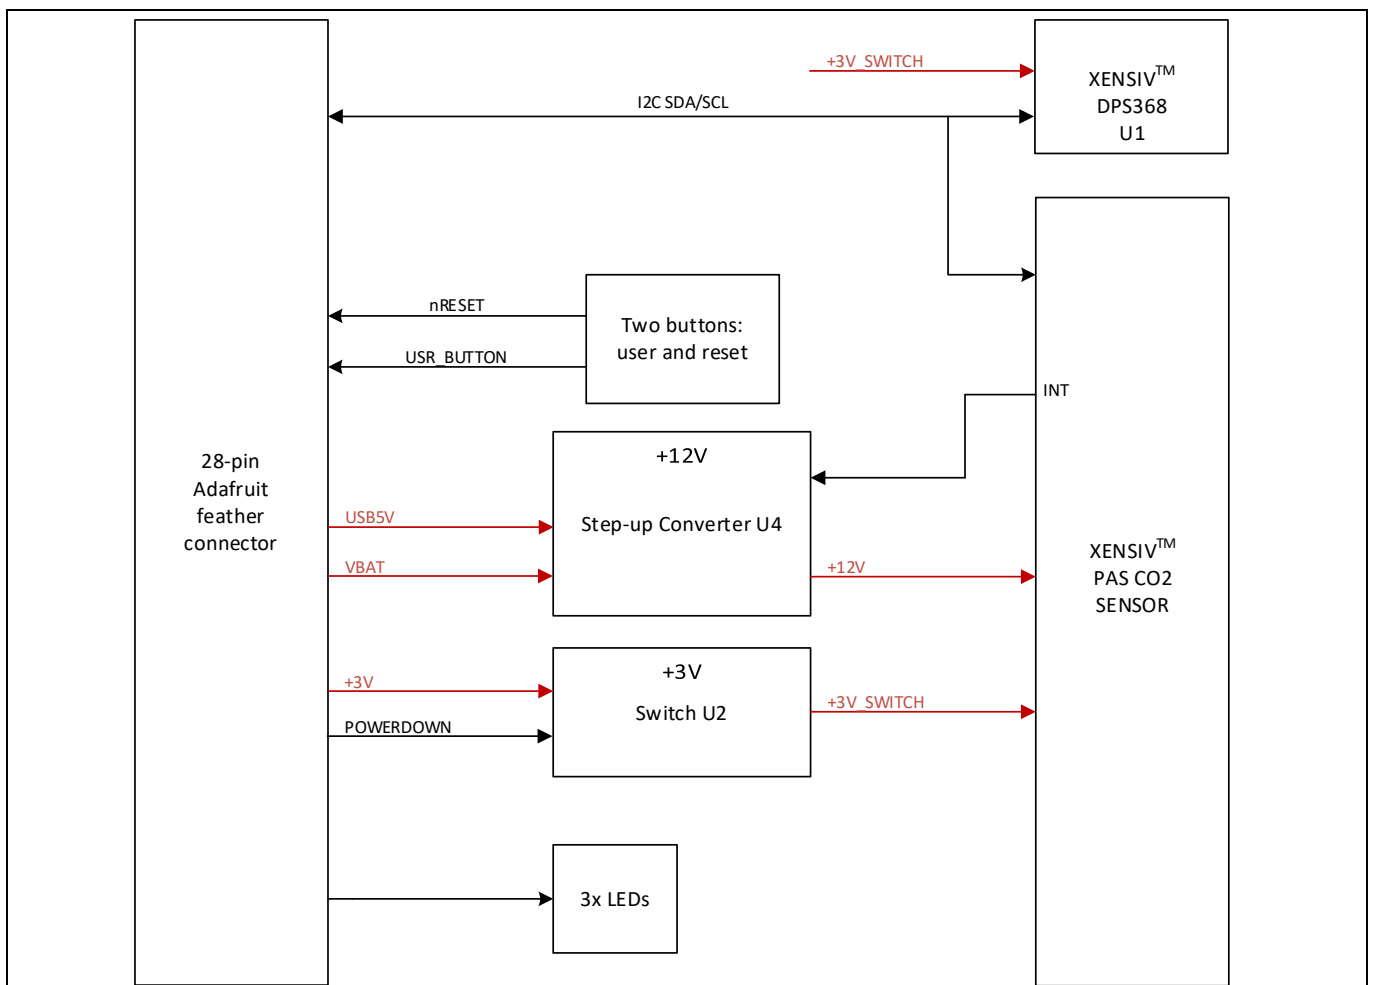 +3V_SWITCH
XENSIV™
DPS368
U1
I2C SDA/SCL
nRESET
USR_BUTTON
Two buttons:
user and reset
INT
28-pin
Adafruit
feather
connector
+12V
Step-up Converter U4
USB5V
VBAT
+12V
XENSIV™
PAS CO2
SENSOR
+3V
POWERDOWN
+3V
Switch U2
+3V_SWITCH
3x LEDs